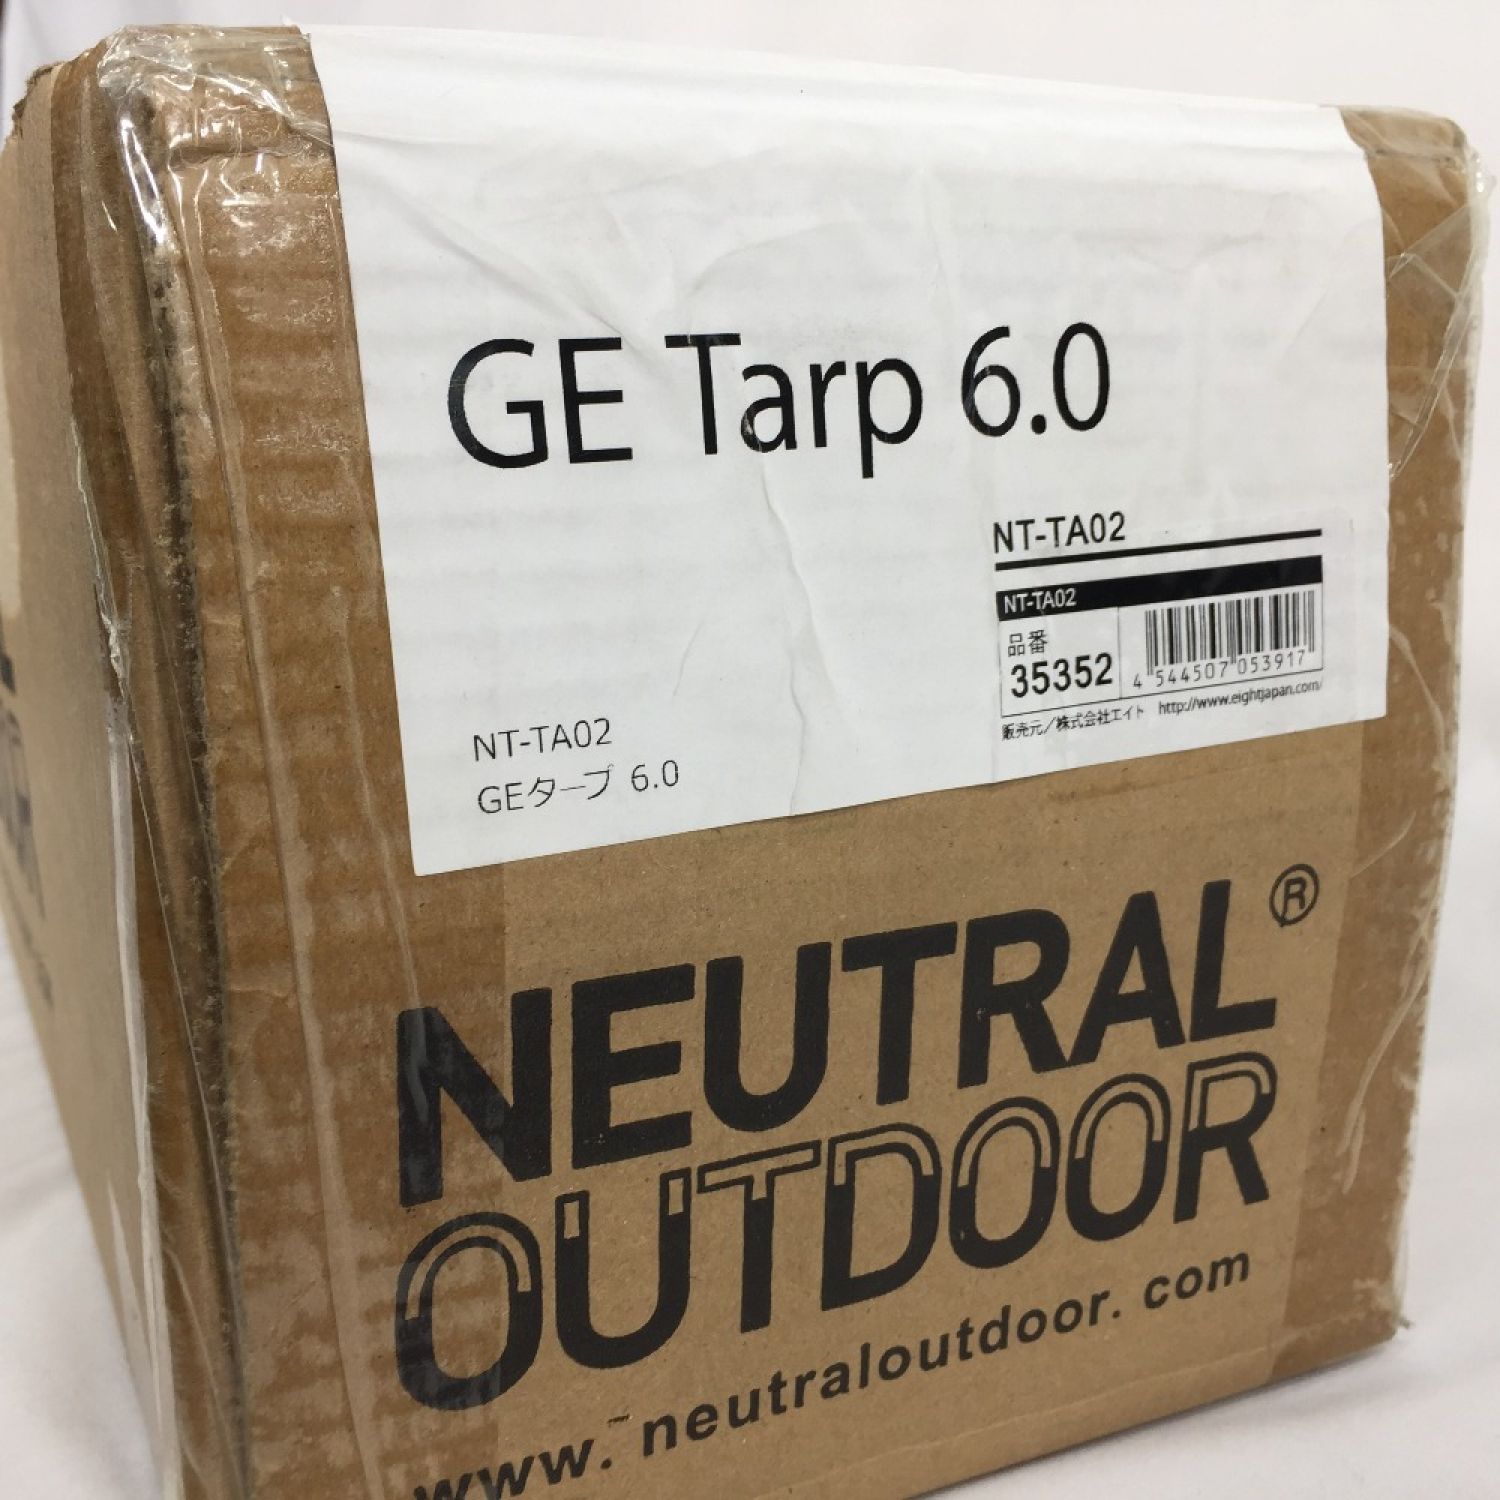 GE Tarp 6.0
NT-TA02
NT-TA02
品番
35352
4 544507 053917
販売元／株式会社エイト http://www.eightjapan.com/
NT-TA02
GEタープ 6.0
NEUTRAL®
OUTDOOR
www. neutraloutdoor. com